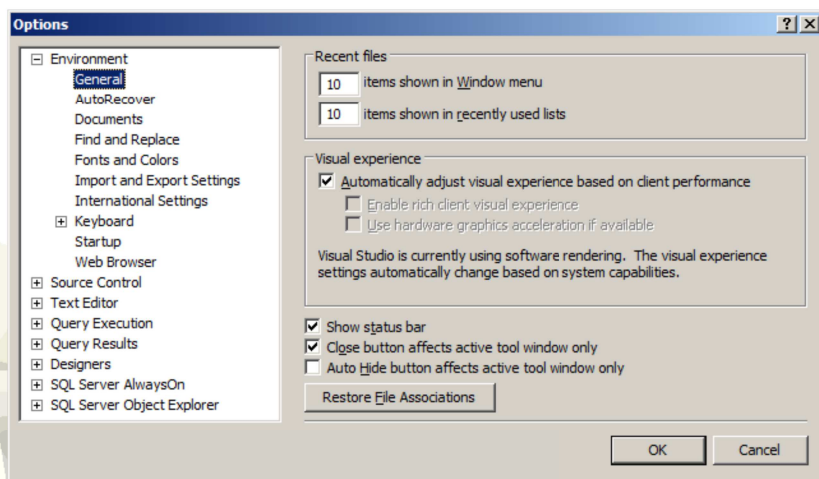 Options
Environment
General
AutoRecover
Documents
Find and Replace
Fonts and Colors
Import and Export Settings
International Settings
Keyboard
Startup
Web Browser
Source Control
Text Editor
Query Execution
Query Results
Designers
SQL Server AlwaysOn
SQL Server Object Explorer
Recent files
10 items shown in Window menu
10 items shown in recently used lists
Visual experience
Automatically adjust visual experience based on client performance
Enable rich client visual experience
Use hardware graphics acceleration if available
Visual Studio is currently using software rendering. The visual experience
settings automatically change based on system capabilities.
Show status bar
Close button affects active tool window only
Auto Hide button affects active tool window only
Restore File Associations
OK Cancel